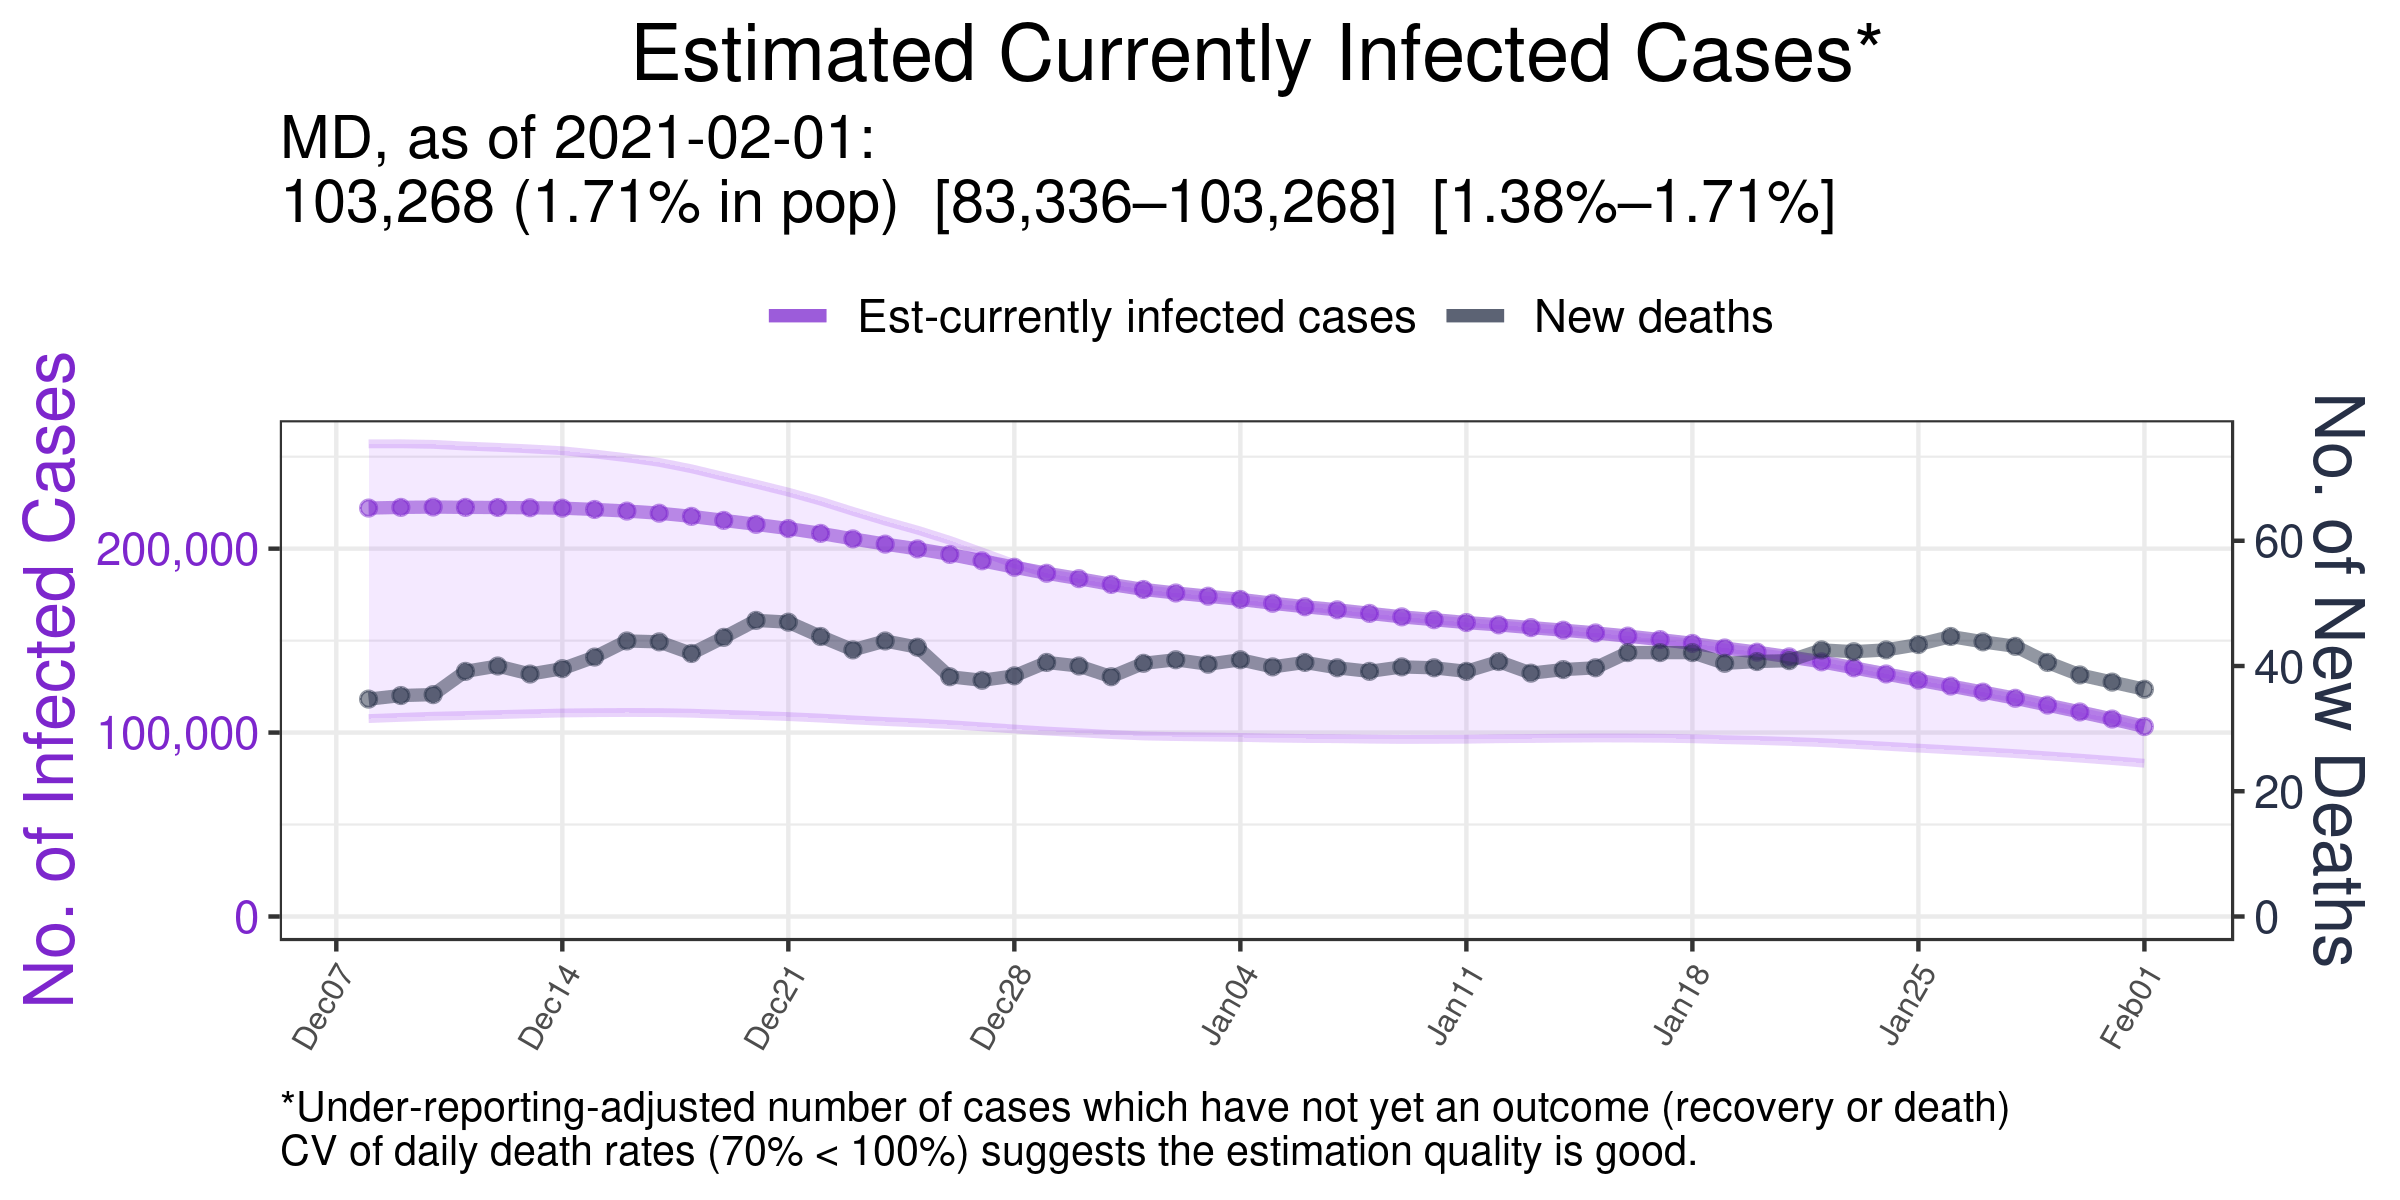 Estimated Currently Infected Cases*
MD, as of 2021-02-01:
103,268 (1.71% in pop) [83,336–103,268] [1.38%–1.71%]
Est-currently infected cases New deaths
No. of Infected Cases
200,000
100,000
0
No. of New Deaths
60
40
20
0
Dec07 Dec14 Dec21 Dec28 Jan04 Jan11 Jan18 Jan25 Feb01
*Under-reporting-adjusted number of cases which have not yet an outcome (recovery or death)
CV of daily death rates (70% < 100%) suggests the estimation quality is good.